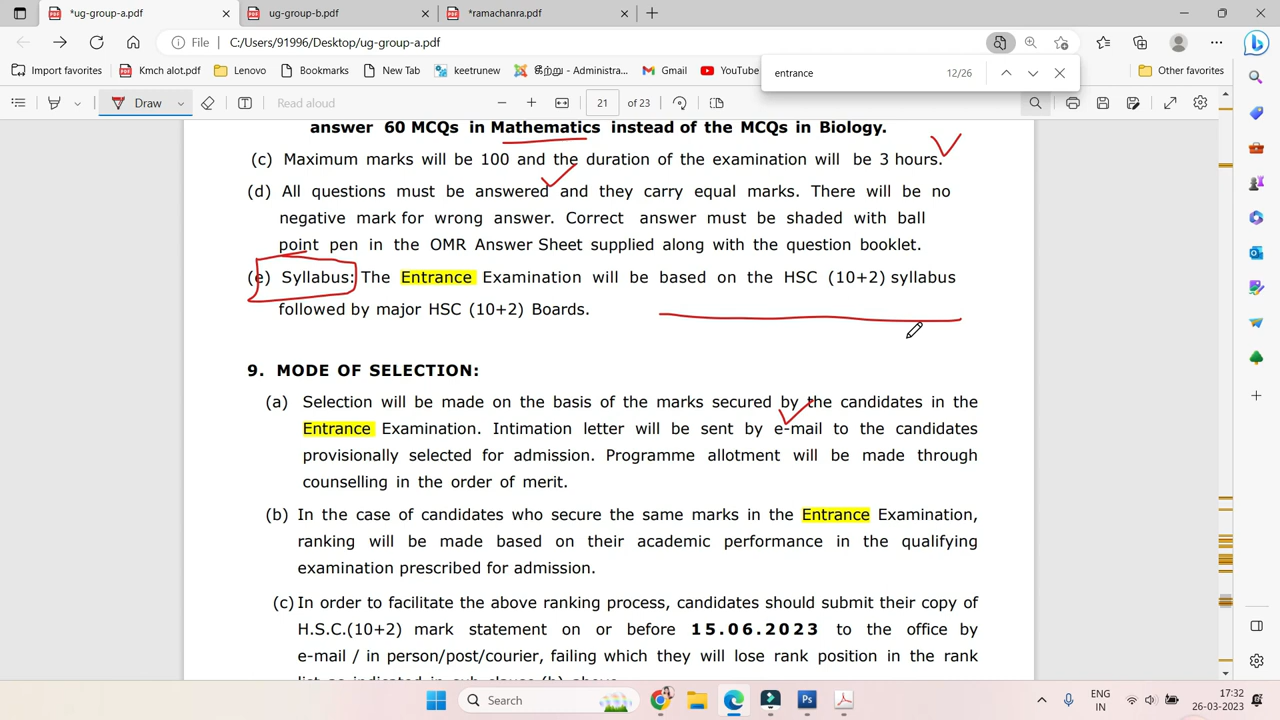 *ug-group-a.pdf
ug-group-b.pdf
*ramachanra.pdf
File
C:/Users/91996/Desktop/ug-group-a.pdf
Import favorites
Kmch alot.pdf
Lenovo
Bookmarks
New Tab
keetrunew
Administra...
Gmail
YouTube
entrance
12/26
Other favorites
Draw
Read aloud
21
of 23
answer 60 MCQs in Mathematics instead of the MCQs in Biology.
(c) Maximum marks will be 100 and the duration of the examination will be 3 hours.
(d) All questions must be answered and they carry equal marks. There will be no
negative mark for wrong answer. Correct answer must be shaded with ball
point pen in the OMR Answer Sheet supplied along with the question booklet.
(e) Syllabus: The Entrance Examination will be based on the HSC (10+2) syllabus
followed by major HSC (10+2) Boards.
9. MODE OF SELECTION:
(a) Selection will be made on the basis of the marks secured by the candidates in the
Entrance Examination. Intimation letter will be sent by e-mail to the candidates
provisionally selected for admission. Programme allotment will be made through
counselling in the order of merit.
(b) In the case of candidates who secure the same marks in the Entrance Examination,
ranking will be made based on their academic performance in the qualifying
examination prescribed for admission.
(c) In order to facilitate the above ranking process, candidates should submit their copy of
H.S.C.(10+2) mark statement on or before 15.06.2023 to the office by
e-mail / in person/post/courier, failing which they will lose rank position in the rank
list as indicated in sub clause (b) above.
Search
ENG
IN
17:32
26-03-2023